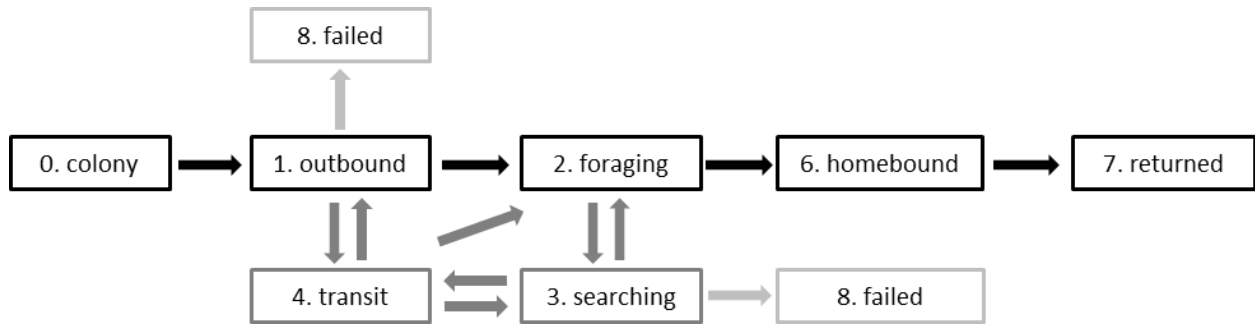 8. failed
0. colony
1. outbound
2. foraging
6. homebound
7. returned
4. transit
3. searching
8. failed